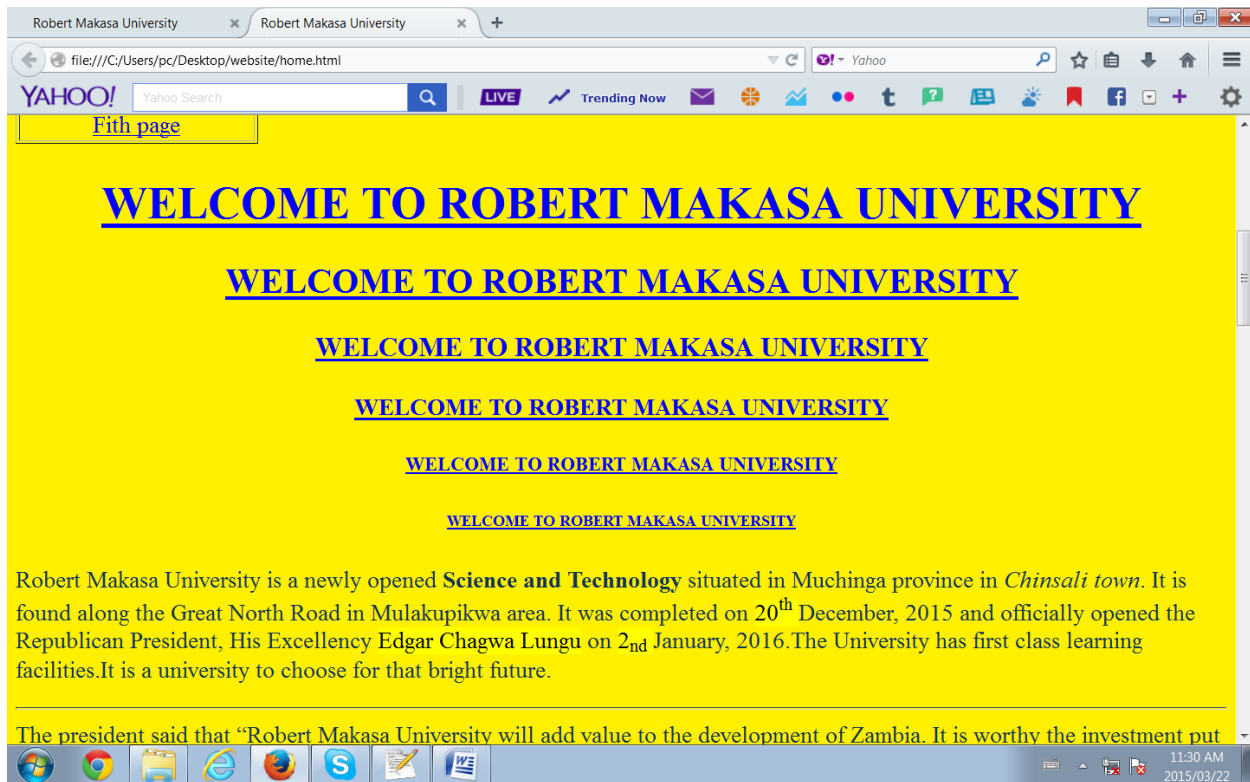 Robert Makasa University
Robert Makasa University
file:///C:/Users/pc/Desktop/website/home.html
Yahoo
YAHOO!
Yahoo Search
LIVE
Trending Now
Fith page
WELCOME TO ROBERT MAKASA UNIVERSITY
WELCOME TO ROBERT MAKASA UNIVERSITY
WELCOME TO ROBERT MAKASA UNIVERSITY
WELCOME TO ROBERT MAKASA UNIVERSITY
WELCOME TO ROBERT MAKASA UNIVERSITY
WELCOME TO ROBERT MAKASA UNIVERSITY
Robert Makasa University is a newly opened Science and Technology situated in Muchinga province in Chinsali town. It is
found along the Great North Road in Mulakupikwa area. It was completed on 20th December, 2015 and officially opened the
Republican President, His Excellency Edgar Chagwa Lungu on 2nd January, 2016.The University has first class learning
facilities.It is a university to choose for that bright future.
The president said that “Robert Makasa University will add value to the development of Zambia. It is worthy the investment put
11:30 AM
2015/03/22